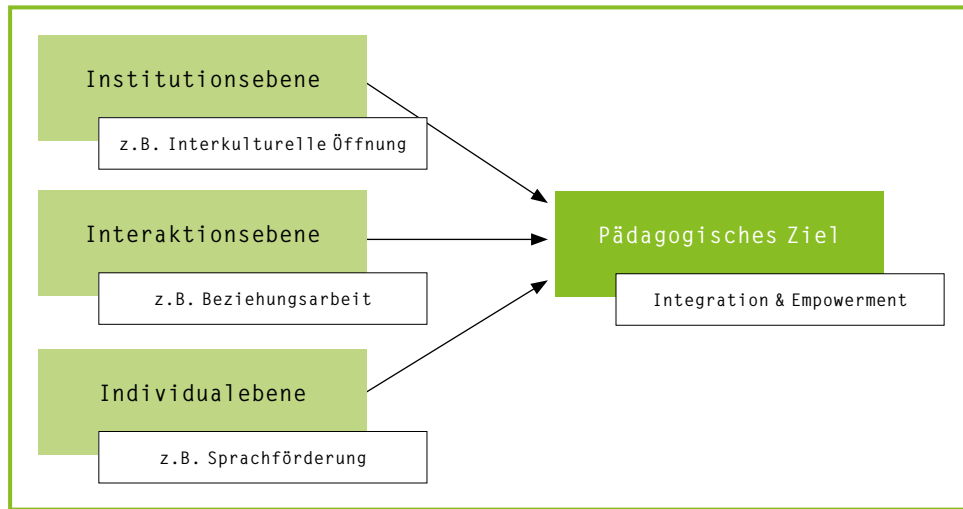 Institutionsebene
z.B. Interkulturelle Öffnung
Interaktionsebene
z.B. Beziehungsarbeit
Individualebene
z.B. Sprachförderung
Pädagogisches Ziel
Integration & Empowerment